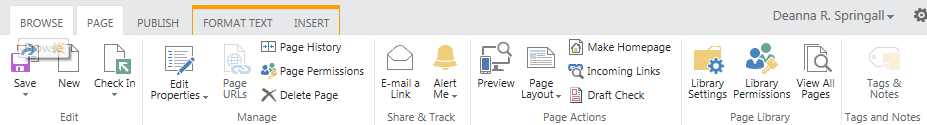 BROWSE PAGE PUBLISH FORMAT TEXT INSERT Deanna R. Springall
Browse
Save New Check In
Edit
Edit Properties
Page URLs
Page History
Page Permissions
Delete Page
Manage
E-mail a Link
Alert Me
Share & Track
Preview
Page Layout
Make Homepage
Incoming Links
Draft Check
Page Actions
Library Settings
Library Permissions
View All Pages
Page Library
Tags & Notes
Tags and Notes